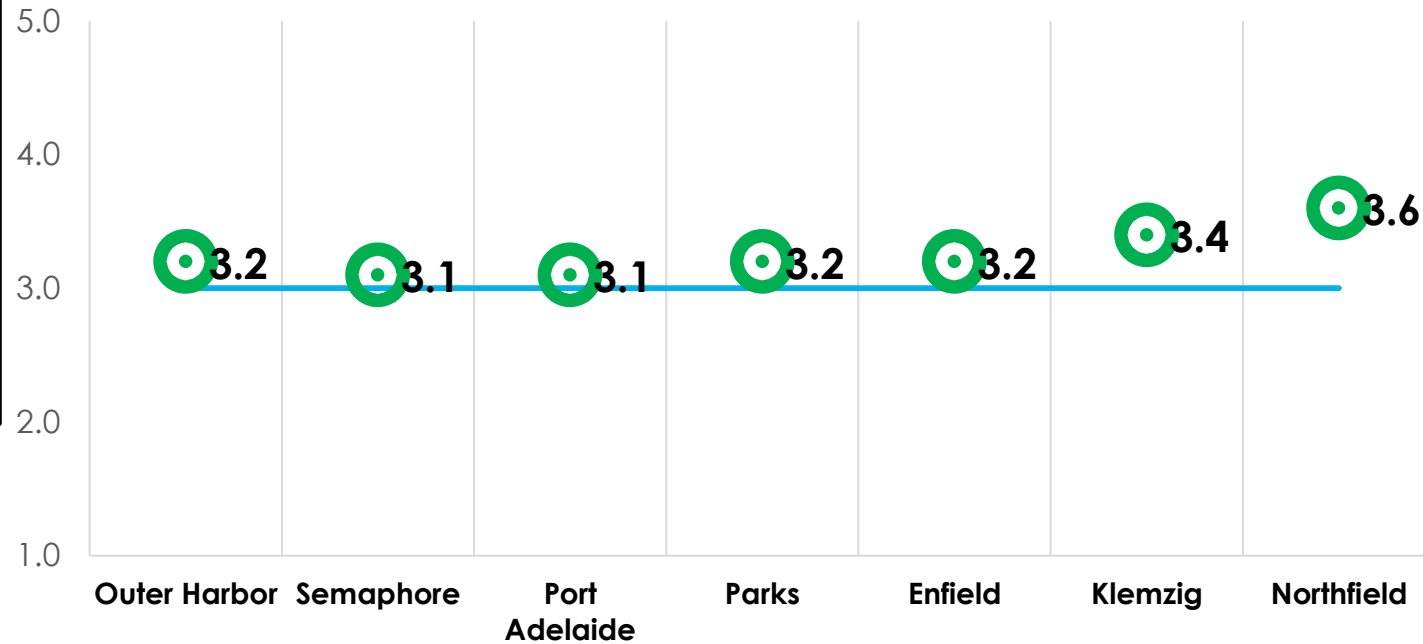 5.0
4.0
3.0
2.0
1.0
3.2
3.1
3.1
3.2
3.2
3.4
3.6
Outer Harbor
Semaphore
Port
Adelaide
Parks
Enfield
Klemzig
Northfield